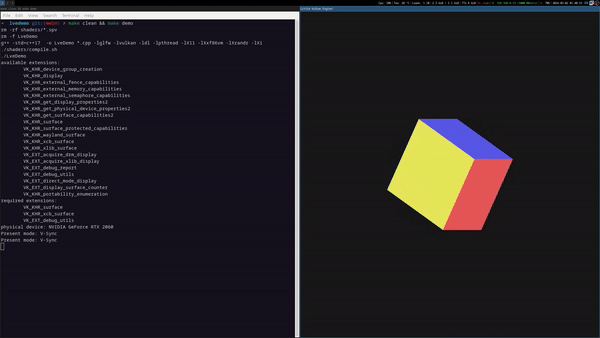 File Edit View Search Terminal Help
→ lvedemo git:(main) ✗ make clean && make demo
rm -rf shaders/*.spv
rm -f LveDemo
g++ -std=c++17 -o LveDemo *.cpp -lglfw -lvulkan -ldl -lpthread -lX11 -lXxf86vm -lXrandr -lXi
./shaders/compile.sh
./LveDemo
available extensions:
VK_KHR_device_group_creation
VK_KHR_display
VK_KHR_external_fence_capabilities
VK_KHR_external_memory_capabilities
VK_KHR_external_semaphore_capabilities
VK_KHR_get_display_properties2
VK_KHR_get_physical_device_properties2
VK_KHR_get_surface_capabilities2
VK_KHR_surface
VK_KHR_surface_protected_capabilities
VK_KHR_wayland_surface
VK_KHR_xcb_surface
VK_KHR_xlib_surface
VK_EXT_acquire_drm_display
VK_EXT_acquire_xlib_display
VK_EXT_debug_report
VK_EXT_debug_utils
VK_EXT_direct_mode_display
VK_EXT_display_surface_counter
VK_KHR_portability_enumeration
required extensions:
VK_KHR_surface
VK_KHR_xcb_surface
VK_EXT_debug_utils
physical device: NVIDIA GeForce RTX 2060
Present mode: V-Sync
Present mode: V-Sync